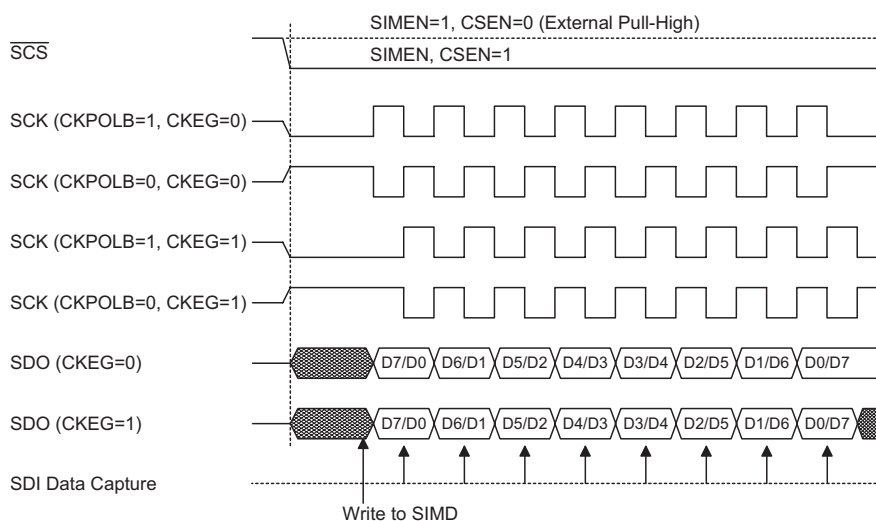 SIMEN=1, CSEN=0 (External Pull-High)
SCS
SIMEN, CSEN=1
SCK (CKPOLB=1, CKEG=0)
SCK (CKPOLB=0, CKEG=0)
SCK (CKPOLB=1, CKEG=1)
SCK (CKPOLB=0, CKEG=1)
SDO (CKEG=0) D7/D0 D6/D1 D5/D2 D4/D3 D3/D4 D2/D5 D1/D6 D0/D7
SDO (CKEG=1) D7/D0 D6/D1 D5/D2 D4/D3 D3/D4 D2/D5 D1/D6 D0/D7
SDI Data Capture
Write to SIMD